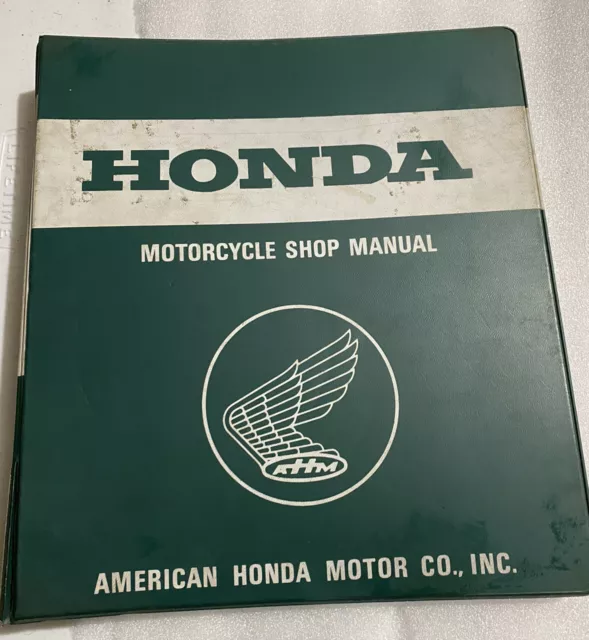 HONDA
MOTORCYCLE SHOP MANUAL
AHM
AMERICAN HONDA MOTOR CO., INC.